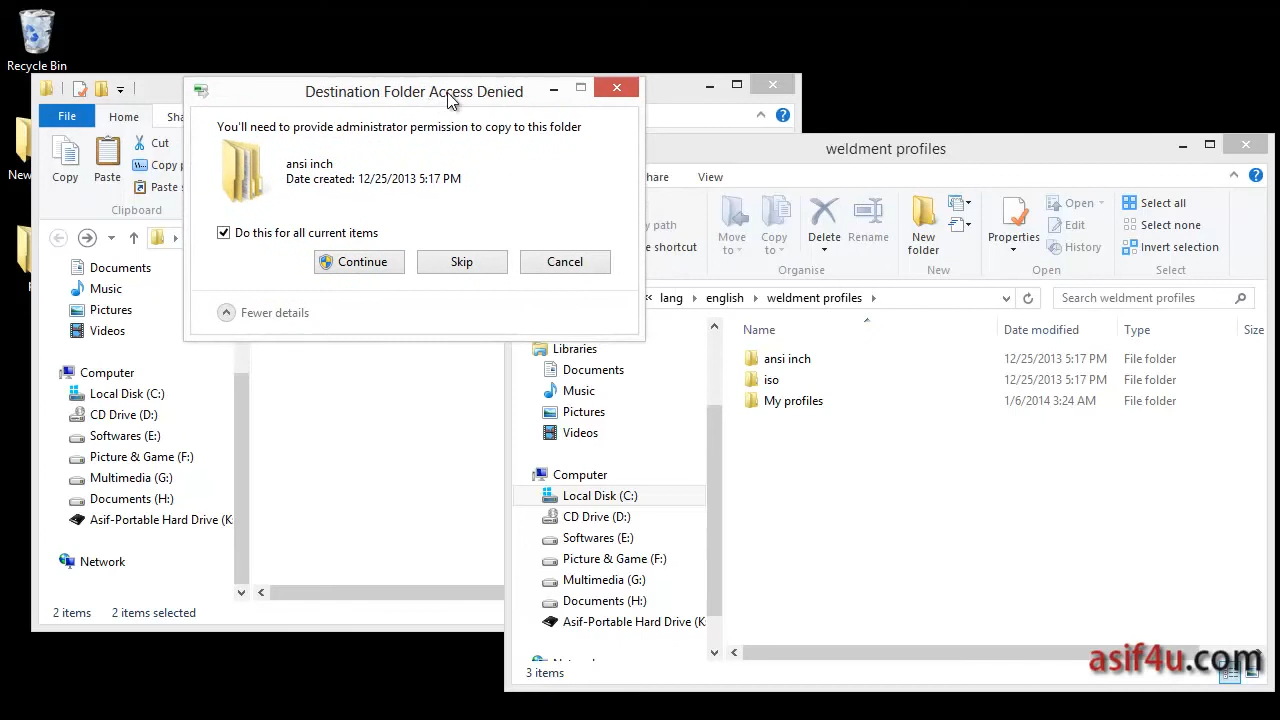 Recycle Bin
New
File
Home
Sha
Cut
Copy p
Paste s
Copy
Paste
Clipboard
Documents
Music
Pictures
Videos
Computer
Local Disk (C:)
CD Drive (D:)
Softwares (E:)
Picture & Game (F:)
Multimedia (G:)
Documents (H:)
Asif-Portable Hard Drive (K
Network
2 items
2 items selected
Destination Folder Access Denied
You'll need to provide administrator permission to copy to this folder
ansi inch
Date created: 12/25/2013 5:17 PM
Do this for all current items
Continue
Skip
Cancel
Fewer details
weldment profiles
hare
View
y path
shortcut
Move to
Copy to
Delete
Rename
Organise
New folder
New
Properties
Open
Edit
History
Open
Select all
Select none
Invert selection
Select
« lang
english
weldment profiles
Search weldment profiles
Name
Date modified
Type
Size
ansi inch 12/25/2013 5:17 PM File folder
iso 12/25/2013 5:17 PM File folder
My profiles 1/6/2014 3:24 AM File folder
Libraries
Documents
Music
Pictures
Videos
Computer
Local Disk (C:)
CD Drive (D:)
Softwares (E:)
Picture & Game (F:)
Multimedia (G:)
Documents (H:)
Asif-Portable Hard Drive (K
3 items
asif4u.com